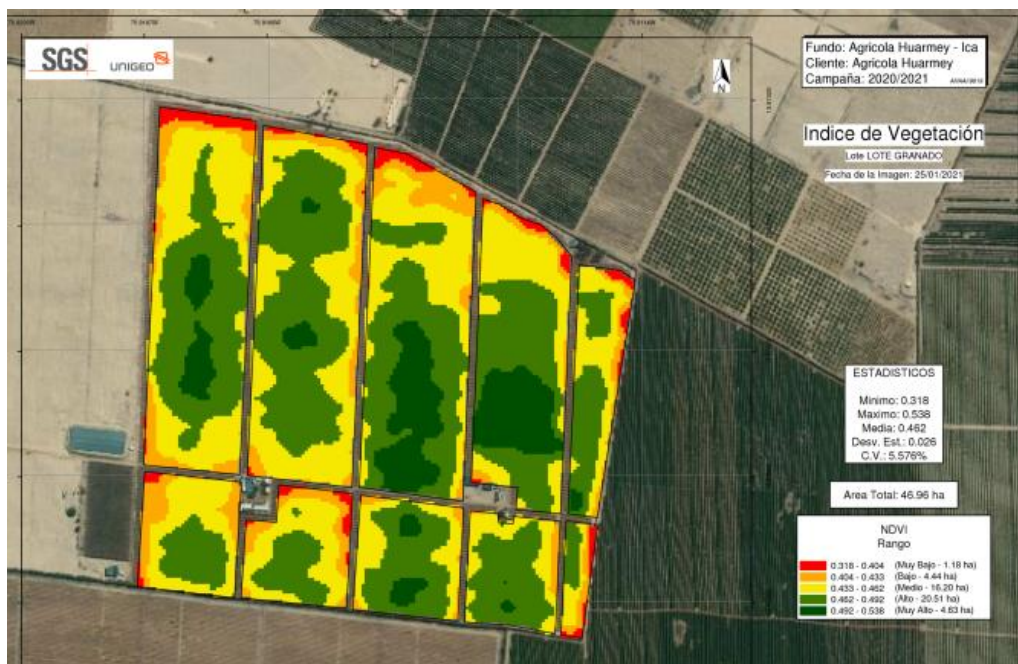 SGS UNIGEO
Fundo: Agricola Huarmey - Ica
Cliente: Agricola Huarmey
Campaña: 2020/2021
N
Indice de Vegetación
Lote LOTE GRANADO
Fecha de la Imagen: 25/01/2021
ESTADISTICOS
Minimo: 0.318
Maximo: 0.538
Media: 0.462
Desv. Est.: 0.026
C.V.: 5.576%
Area Total: 46.96 ha
NDVI
Rango
0.318 - 0.404 (Muy Bajo - 1.18 ha)
0.404 - 0.433 (Bajo - 4.44 ha)
0.433 - 0.462 (Medio - 16.20 ha)
0.462 - 0.492 (Alto - 20.51 ha)
0.492 - 0.538 (Muy Alto - 4.63 ha)